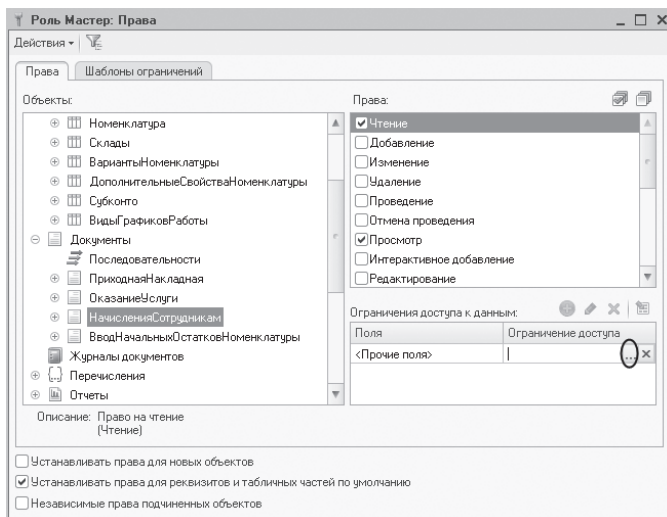 Роль Мастер: Права
Действия
Права
Шаблоны ограничений
Объекты:
Номенклатура
Склады
ВариантыНоменклатуры
ДополнительныеСвойстваНоменклатуры
Субконто
ВидыГрафиковРаботы
Документы
Последовательности
ПриходнаяНакладная
ОказаниеУслуги
НачисленияСотрудникам
ВводНачальныхОстатковНоменклатуры
Журналы документов
Перечисления
Отчеты
Описание: Право на чтение
(Чтение)
Права:
Чтение
Добавление
Изменение
Удаление
Проведение
Отмена проведения
Просмотр
Интерактивное добавление
Редактирование
Ограничения доступа к данным:
Поля Ограничение доступа
<Прочие поля> ...
Устанавливать права для новых объектов
Устанавливать права для реквизитов и табличных частей по умолчанию
Независимые права подчиненных объектов